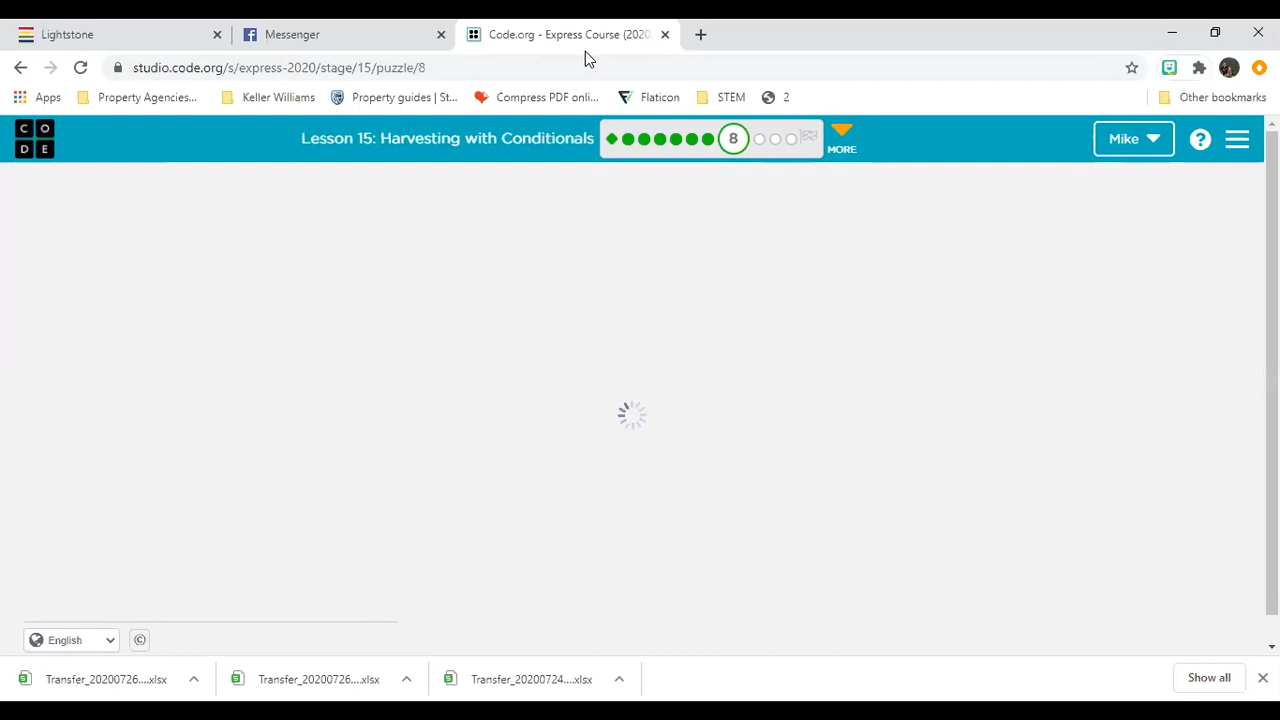 Lightstone
Messenger
Code.org - Express Course (2020
studio.code.org/s/express-2020/stage/15/puzzle/8
Apps
Property Agencies...
Keller Williams
Property guides | St...
Compress PDF onli...
Flaticon
STEM
2
Other bookmarks
C O
D E
Lesson 15: Harvesting with Conditionals
8
MORE
Mike
?
English
©
Transfer_20200726....xlsx
Transfer_20200726....xlsx
Transfer_20200724....xlsx
Show all